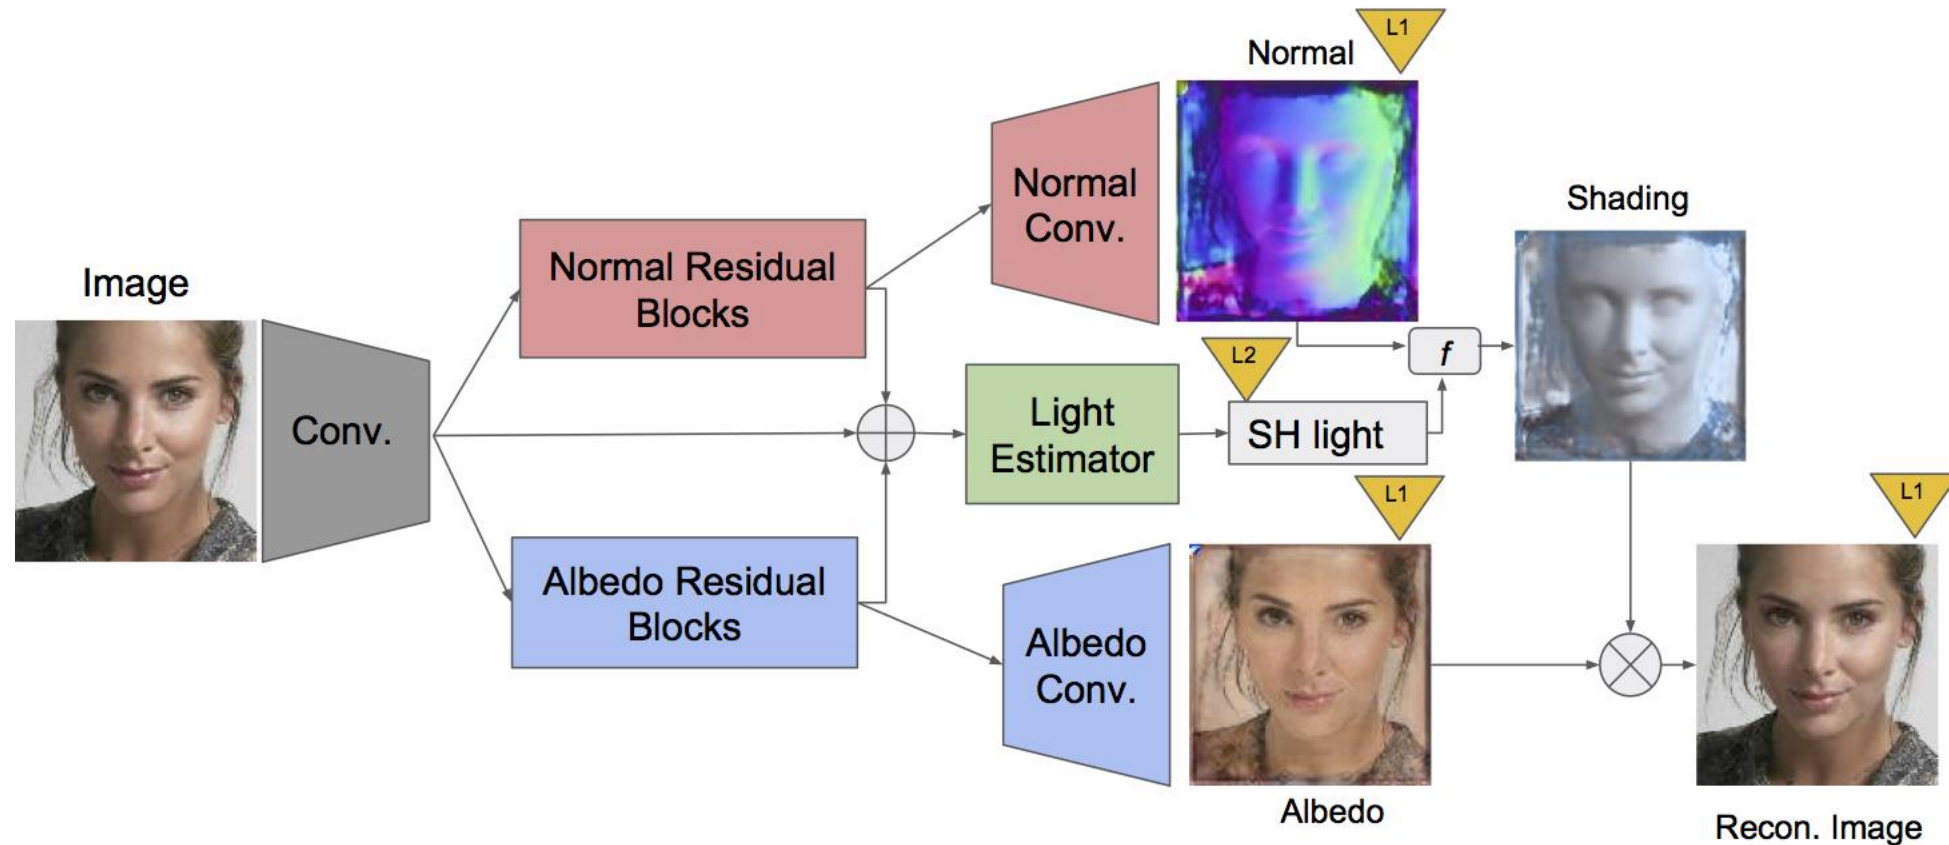 Image
Conv.
Normal Residual
Blocks
Albedo Residual
Blocks
Normal
Conv.
Light
Estimator
Albedo
Conv.
Normal
L1
L2
SH light
f
Shading
L1
Albedo
L1
Recon. Image